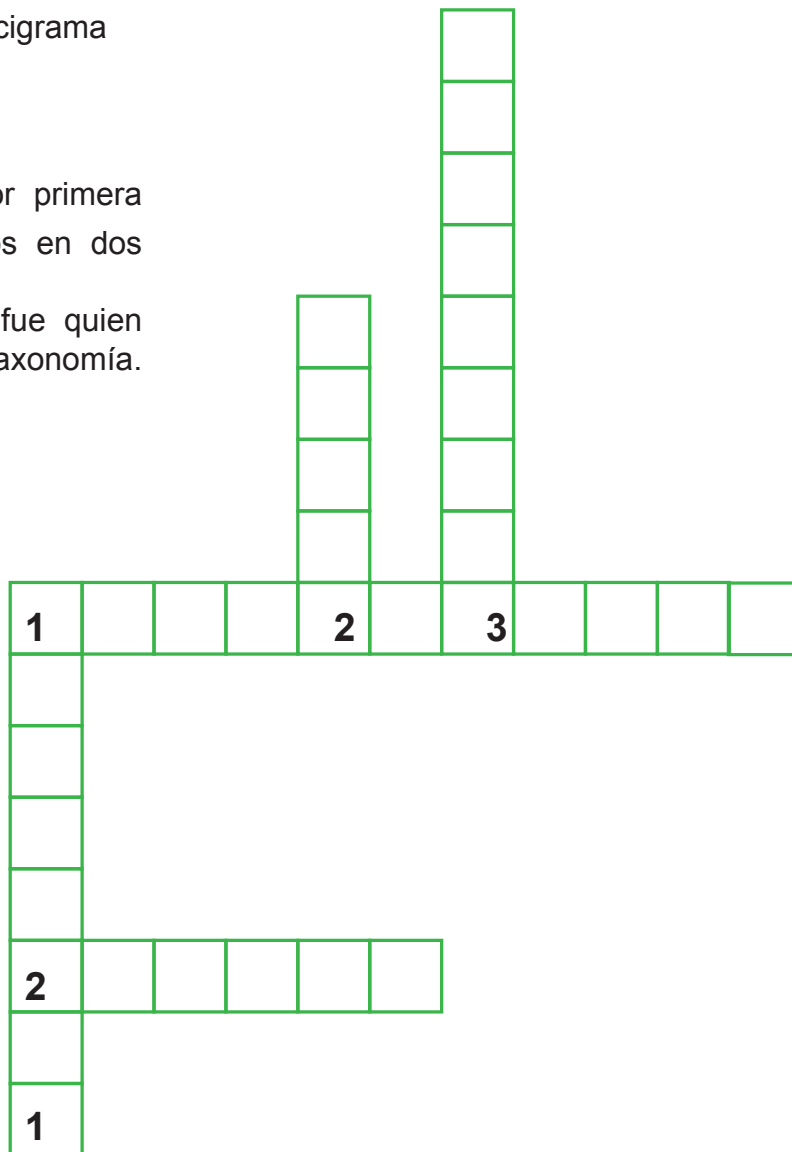 cigrama
or primera
s en dos
fue quien
axonomía.
1 2 3
2
1